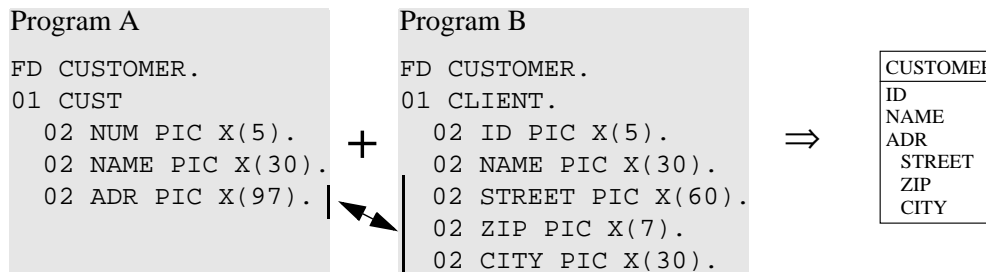 Program A
FD CUSTOMER.
01 CUST
02 NUM PIC X(5).
02 NAME PIC X(30).
02 ADR PIC X(97).
+
Program B
FD CUSTOMER.
01 CLIENT.
02 ID PIC X(5).
02 NAME PIC X(30).
02 STREET PIC X(60).
02 ZIP PIC X(7).
02 CITY PIC X(30).
⇒
CUSTOMER
ID
NAME
ADR
STREET
ZIP
CITY